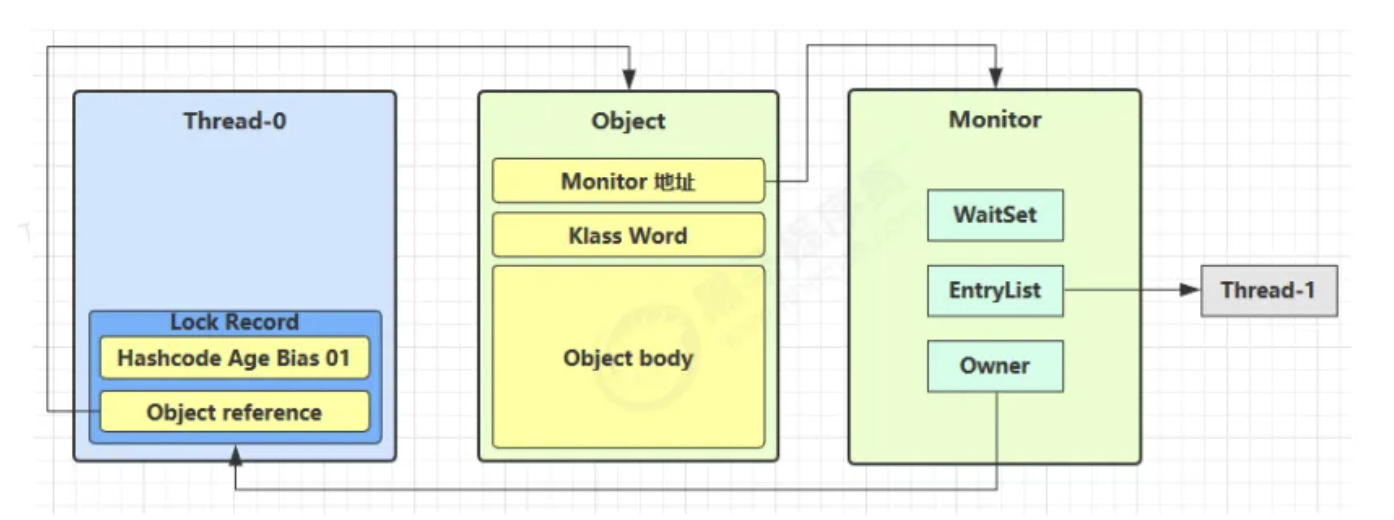 Thread-0
Lock Record
Hashcode Age Bias 01
Object reference
Object
Monitor 地址
Klass Word
Object body
Monitor
WaitSet
EntryList
Owner
Thread-1